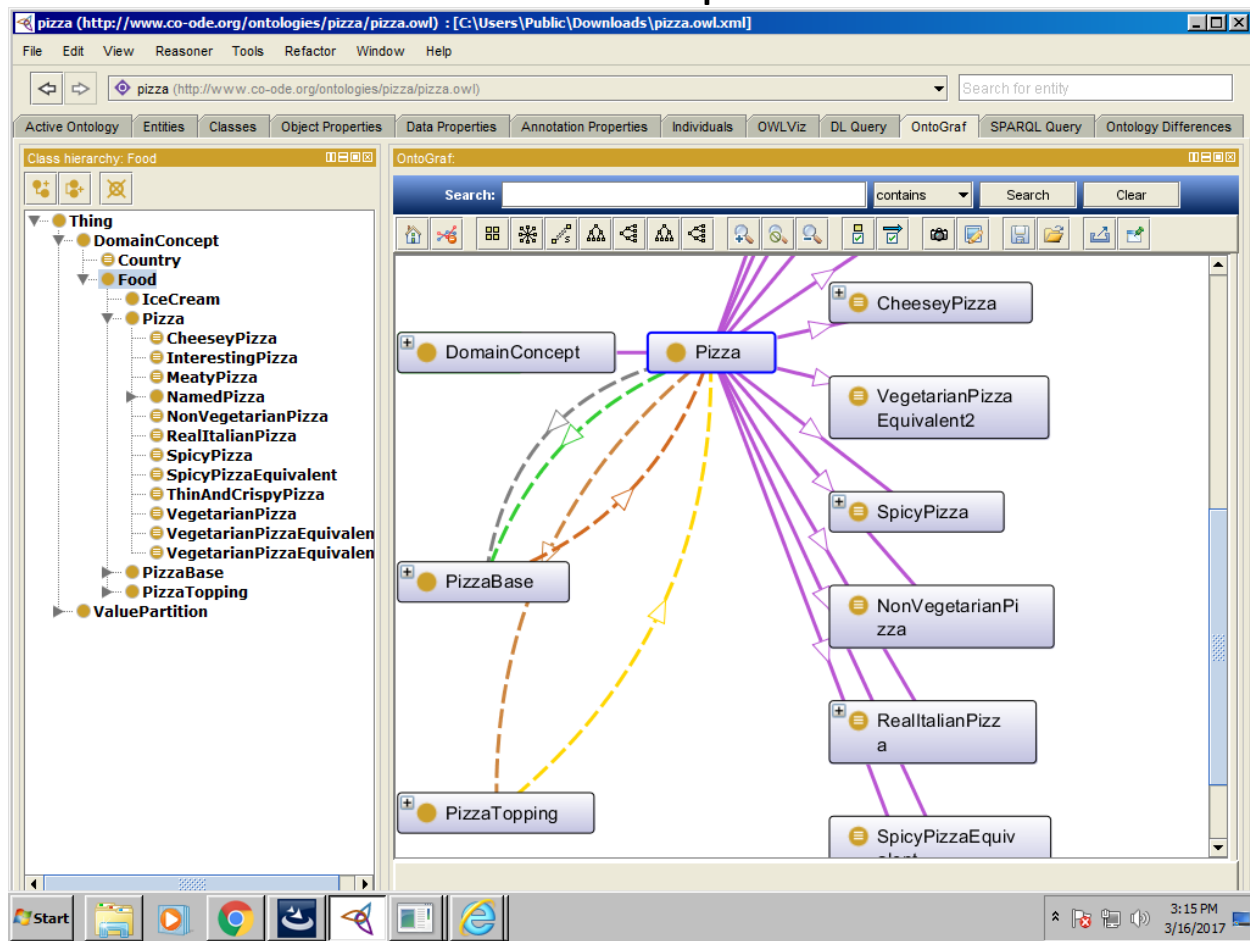 pizza (http://www.co-ode.org/ontologies/pizza/pizza.owl) : [C:\Users\Public\Downloads\pizza.owl.xml]
File Edit View Reasoner Tools Refactor Window Help
pizza (http://www.co-ode.org/ontologies/pizza/pizza.owl)
Search for entity
Active Ontology Entities Classes Object Properties Data Properties Annotation Properties Individuals OWLViz DL Query OntoGraf SPARQL Query Ontology Differences
Class hierarchy: Food
Thing
DomainConcept
Country
Food
IceCream
Pizza
CheeseyPizza
InterestingPizza
MeatyPizza
NamedPizza
NonVegetarianPizza
RealItalianPizza
SpicyPizza
SpicyPizzaEquivalent
ThinAndCrispyPizza
VegetarianPizza
VegetarianPizzaEquivalen
VegetarianPizzaEquivalen
PizzaBase
PizzaTopping
ValuePartition
OntoGraf:
Search: contains Search Clear
CheeseyPizza
DomainConcept
Pizza
VegetarianPizza
Equivalent2
SpicyPizza
PizzaBase
NonVegetarianPi
zza
RealItalianPizz
a
PizzaTopping
SpicyPizzaEquiv
Start
3:15 PM
3/16/2017